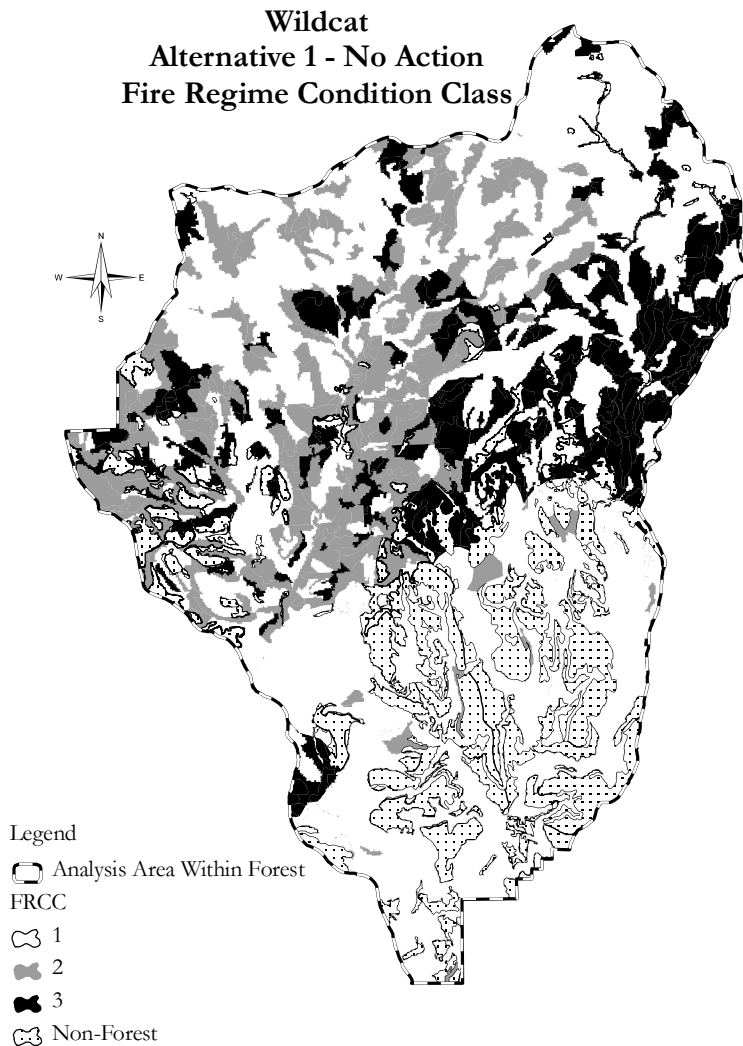 Wildcat
Alternative 1 - No Action
Fire Regime Condition Class
N
W E
S
Legend
Analysis Area Within Forest
FRCC
1
2
3
Non-Forest